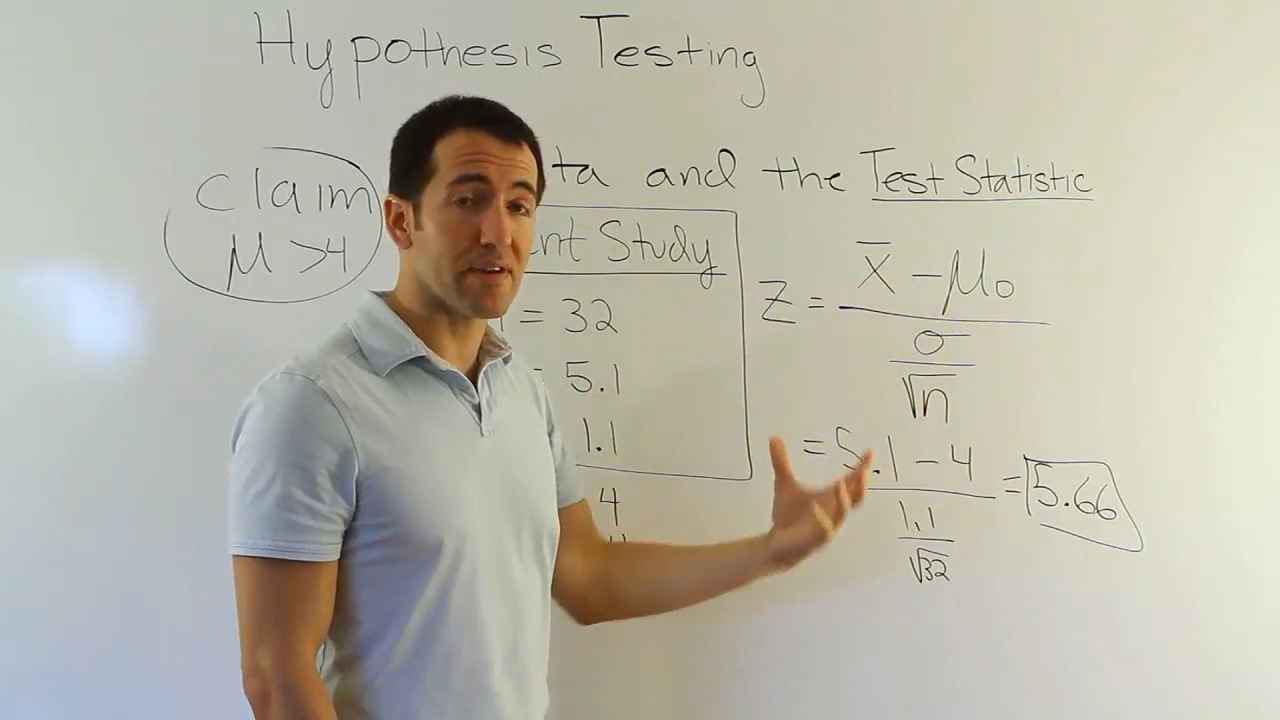 Hypothesis Testing
ta and the Test Statistic
claim
μ >4
nt Study
= 32
= 5.1
1.1
4
Z = x̄ − μ₀
σ
√n
= 5.1 − 4 = 5.66
1.1
√32